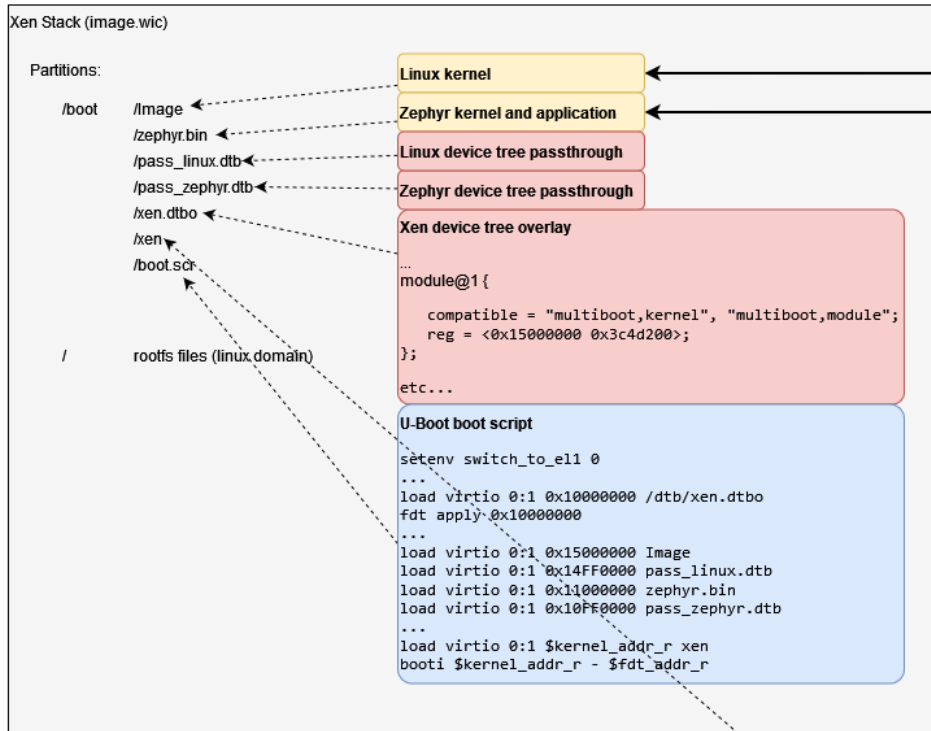 Xen Stack (image.wic)
Partitions:
/boot
/Image
/zephyr.bin
/pass_linux.dtb
/pass_zephyr.dtb
/xen.dtbo
/xen
/boot.scr
/
rootfs files (linux domain)
Linux kernel
Zephyr kernel and application
Linux device tree passthrough
Zephyr device tree passthrough
Xen device tree overlay
...
module@1 {
compatible = "multiboot,kernel", "multiboot,module";
reg = <0x15000000 0x3c4d200>;
};
etc...
U-Boot boot script
setenv switch_to_el1 0
...
load virtio 0:1 0x10000000 /dtb/xen.dtbo
fdt apply 0x10000000
...
load virtio 0:1 0x15000000 Image
load virtio 0:1 0x14FF0000 pass_linux.dtb
load virtio 0:1 0x11000000 zephyr.bin
load virtio 0:1 0x10FF0000 pass_zephyr.dtb
...
load virtio 0:1 $kernel_addr_r xen
booti $kernel_addr_r - $fdt_addr_r